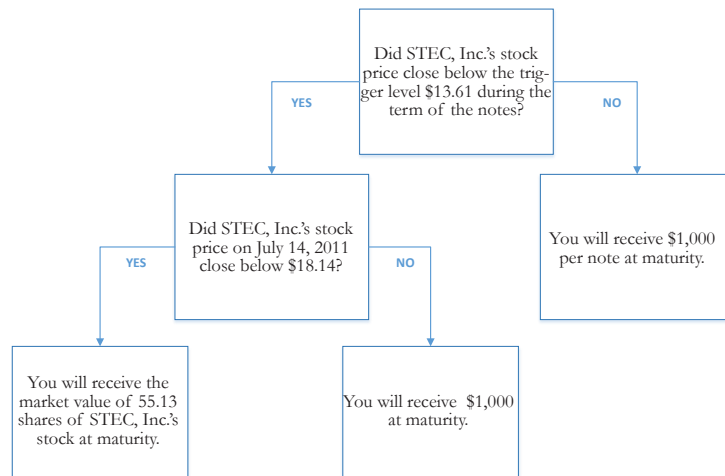 Did STEC, Inc.'s stock
price close below the trig-
ger level $13.61 during the
term of the notes?
YES
NO
Did STEC, Inc.'s stock
price on July 14, 2011
close below $18.14?
You will receive $1,000
per note at maturity.
YES
NO
You will receive the
market value of 55.13
shares of STEC, Inc.'s
stock at maturity.
You will receive $1,000
at maturity.